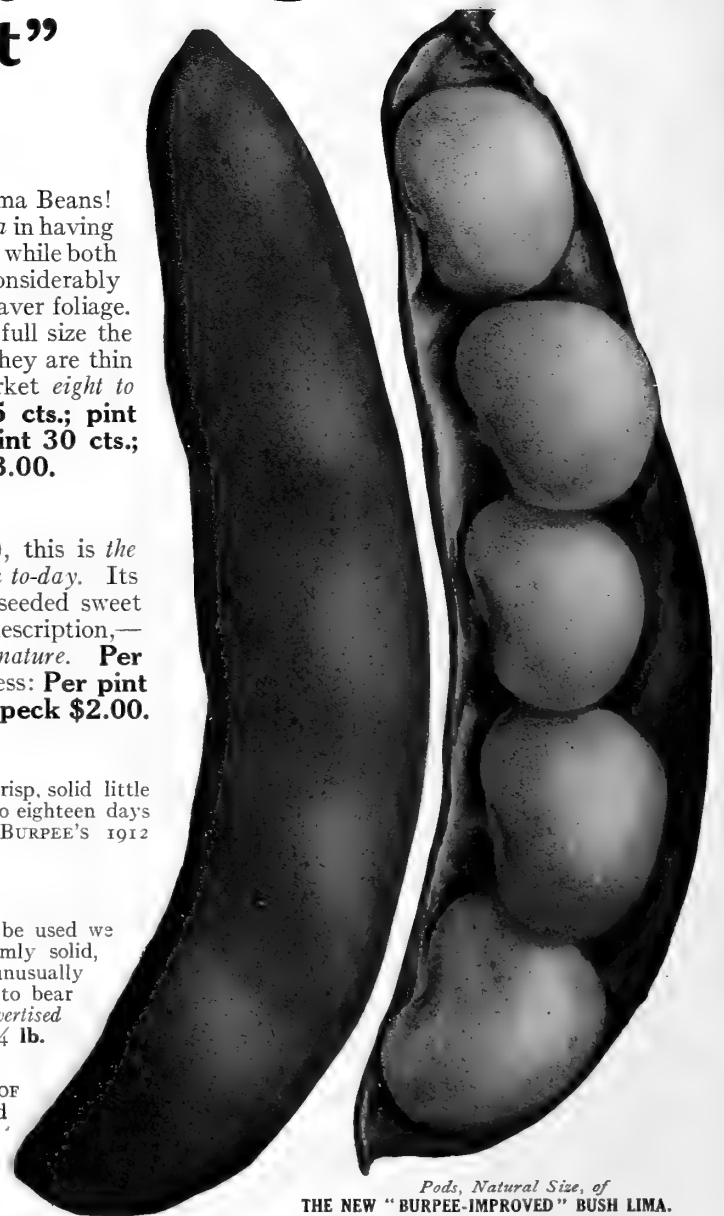 t”
ma Beans!
a in having
while both
onsiderably
aver foliage.
full size the
hey are thin
rket eight to
5 cts.; pint
int 30 cts.;
3.00.
, this is the
to-day. Its
seeded sweet
escription,—
nature. Per
ess: Per pint
peck $2.00.
risp, solid little
o eighteen days
BURPEE'S 1912
be used we
mly solid,
unusually
to bear
vertised
¼ lb.
OF
d
Pods, Natural Size, of
THE NEW “BURPEE-IMPROVED” BUSH LIMA.